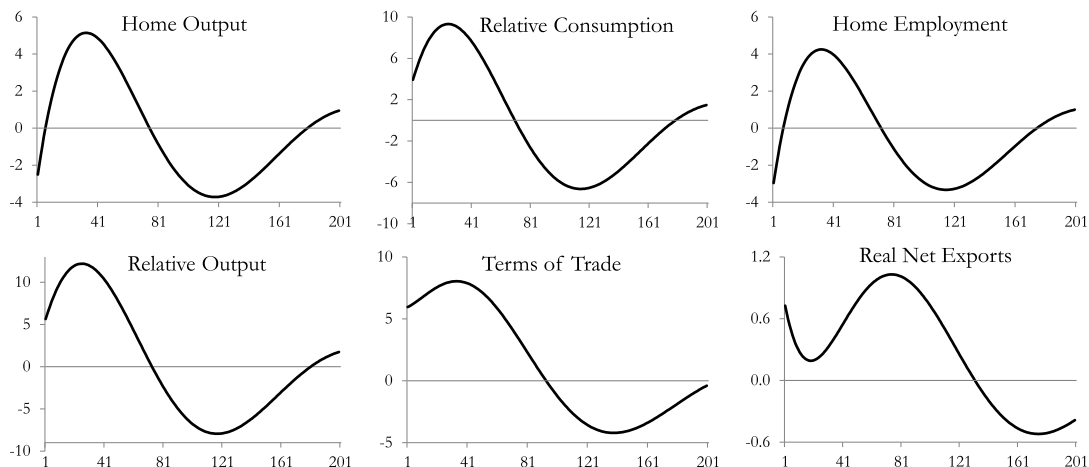 Home Output
6
4
2
0
-2
-4
1 41 81 121 161 201
Relative Consumption
10
6
2
-2
-6
-10
1 41 81 121 161 201
Home Employment
6
4
2
0
-2
-4
1 41 81 121 161 201
Relative Output
10
5
0
-5
-10
1 41 81 121 161 201
Terms of Trade
10
5
0
-5
1 41 81 121 161 201
Real Net Exports
1.2
0.6
0.0
-0.6
1 41 81 121 161 201